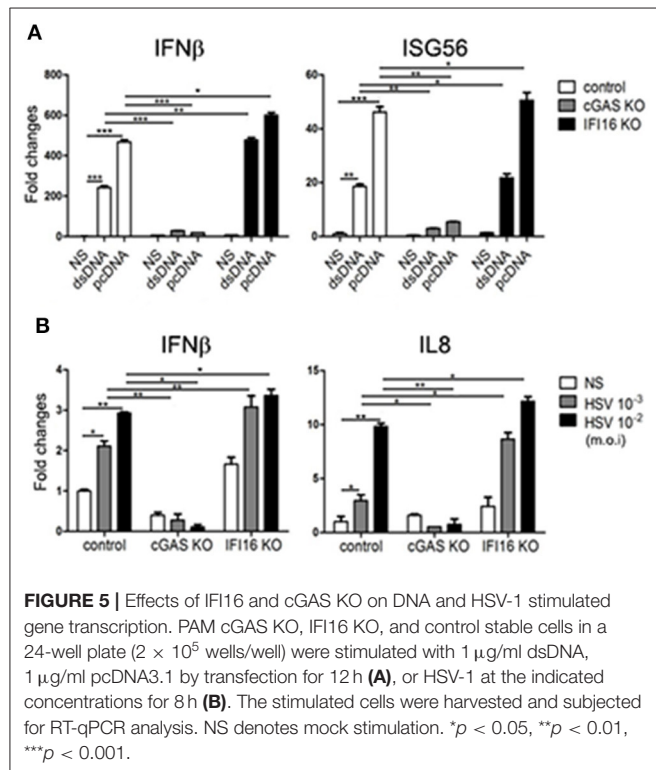 A
IFNβ
ISG56
Fold changes
800
600
400
200
0
***
***
***
**
***
*
***
NS
dsDNA
pcDNA
NS
dsDNA
pcDNA
NS
dsDNA
pcDNA
60
40
20
0
***
**
*
**
*
**
NS
dsDNA
pcDNA
NS
dsDNA
pcDNA
NS
dsDNA
pcDNA
control
cGAS KO
IFI16 KO
B
IFNβ
IL8
Fold changes
4
3
2
1
0
*
*
**
**
**
*
control
cGAS KO
IFI16 KO
15
10
5
0
*
**
*
*
**
*
control
cGAS KO
IFI16 KO
NS
HSV 10⁻³
HSV 10⁻²
(m.o.i)
FIGURE 5 | Effects of IFI16 and cGAS KO on DNA and HSV-1 stimulated
gene transcription. PAM cGAS KO, IFI16 KO, and control stable cells in a
24-well plate (2 × 10⁵ wells/well) were stimulated with 1 μg/ml dsDNA,
1 μg/ml pcDNA3.1 by transfection for 12 h (A), or HSV-1 at the indicated
concentrations for 8 h (B). The stimulated cells were harvested and subjected
for RT-qPCR analysis. NS denotes mock stimulation. *p < 0.05, **p < 0.01,
***p < 0.001.